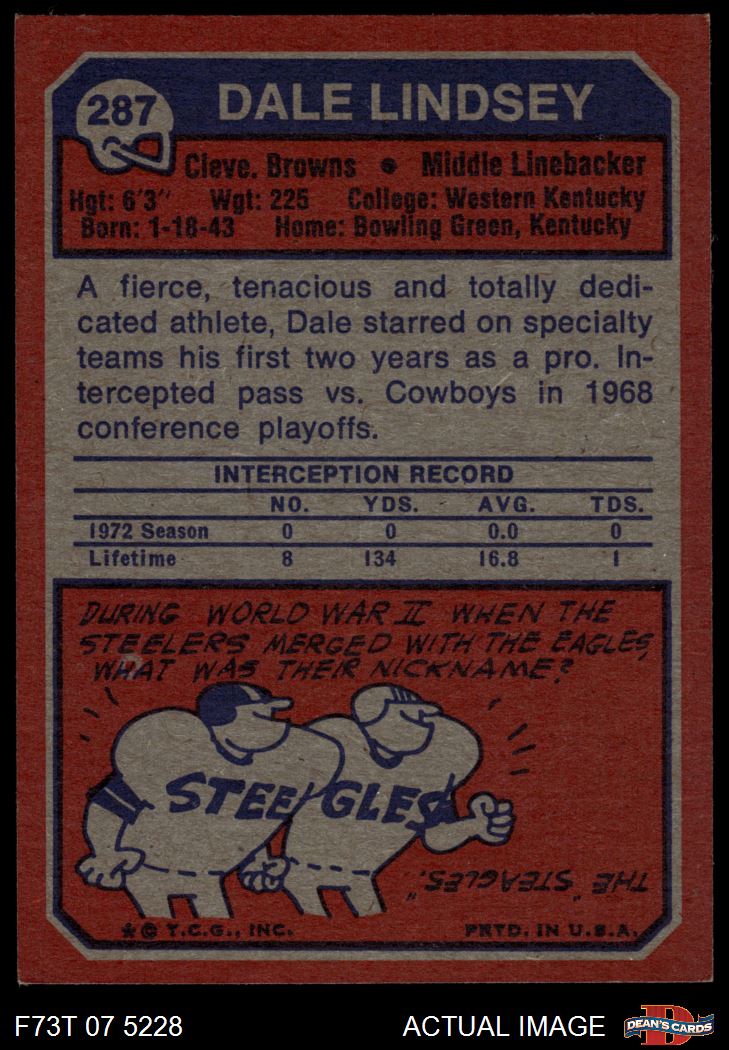 287
DALE LINDSEY
Cleve. Browns • Middle Linebacker
Hgt: 6'3" Wgt: 225 College: Western Kentucky
Born: 1-18-43 Home: Bowling Green, Kentucky
A fierce, tenacious and totally dedi-
cated athlete, Dale starred on specialty
teams his first two years as a pro. In-
tercepted pass vs. Cowboys in 1968
conference playoffs.
INTERCEPTION RECORD
NO. YDS. AVG. TDS.
1972 Season 0 0 0.0 0
Lifetime 8 134 16.8 1
DURING WORLD WAR II WHEN THE
STEELERS MERGED WITH THE EAGLES,
WHAT WAS THEIR NICKNAME?
STEE GLES
THE "STEAGLES."
★ © T.C.G., INC. PRTD. IN U.S.A.
F73T 07 5228 ACTUAL IMAGE
D
DEAN'S CARDS